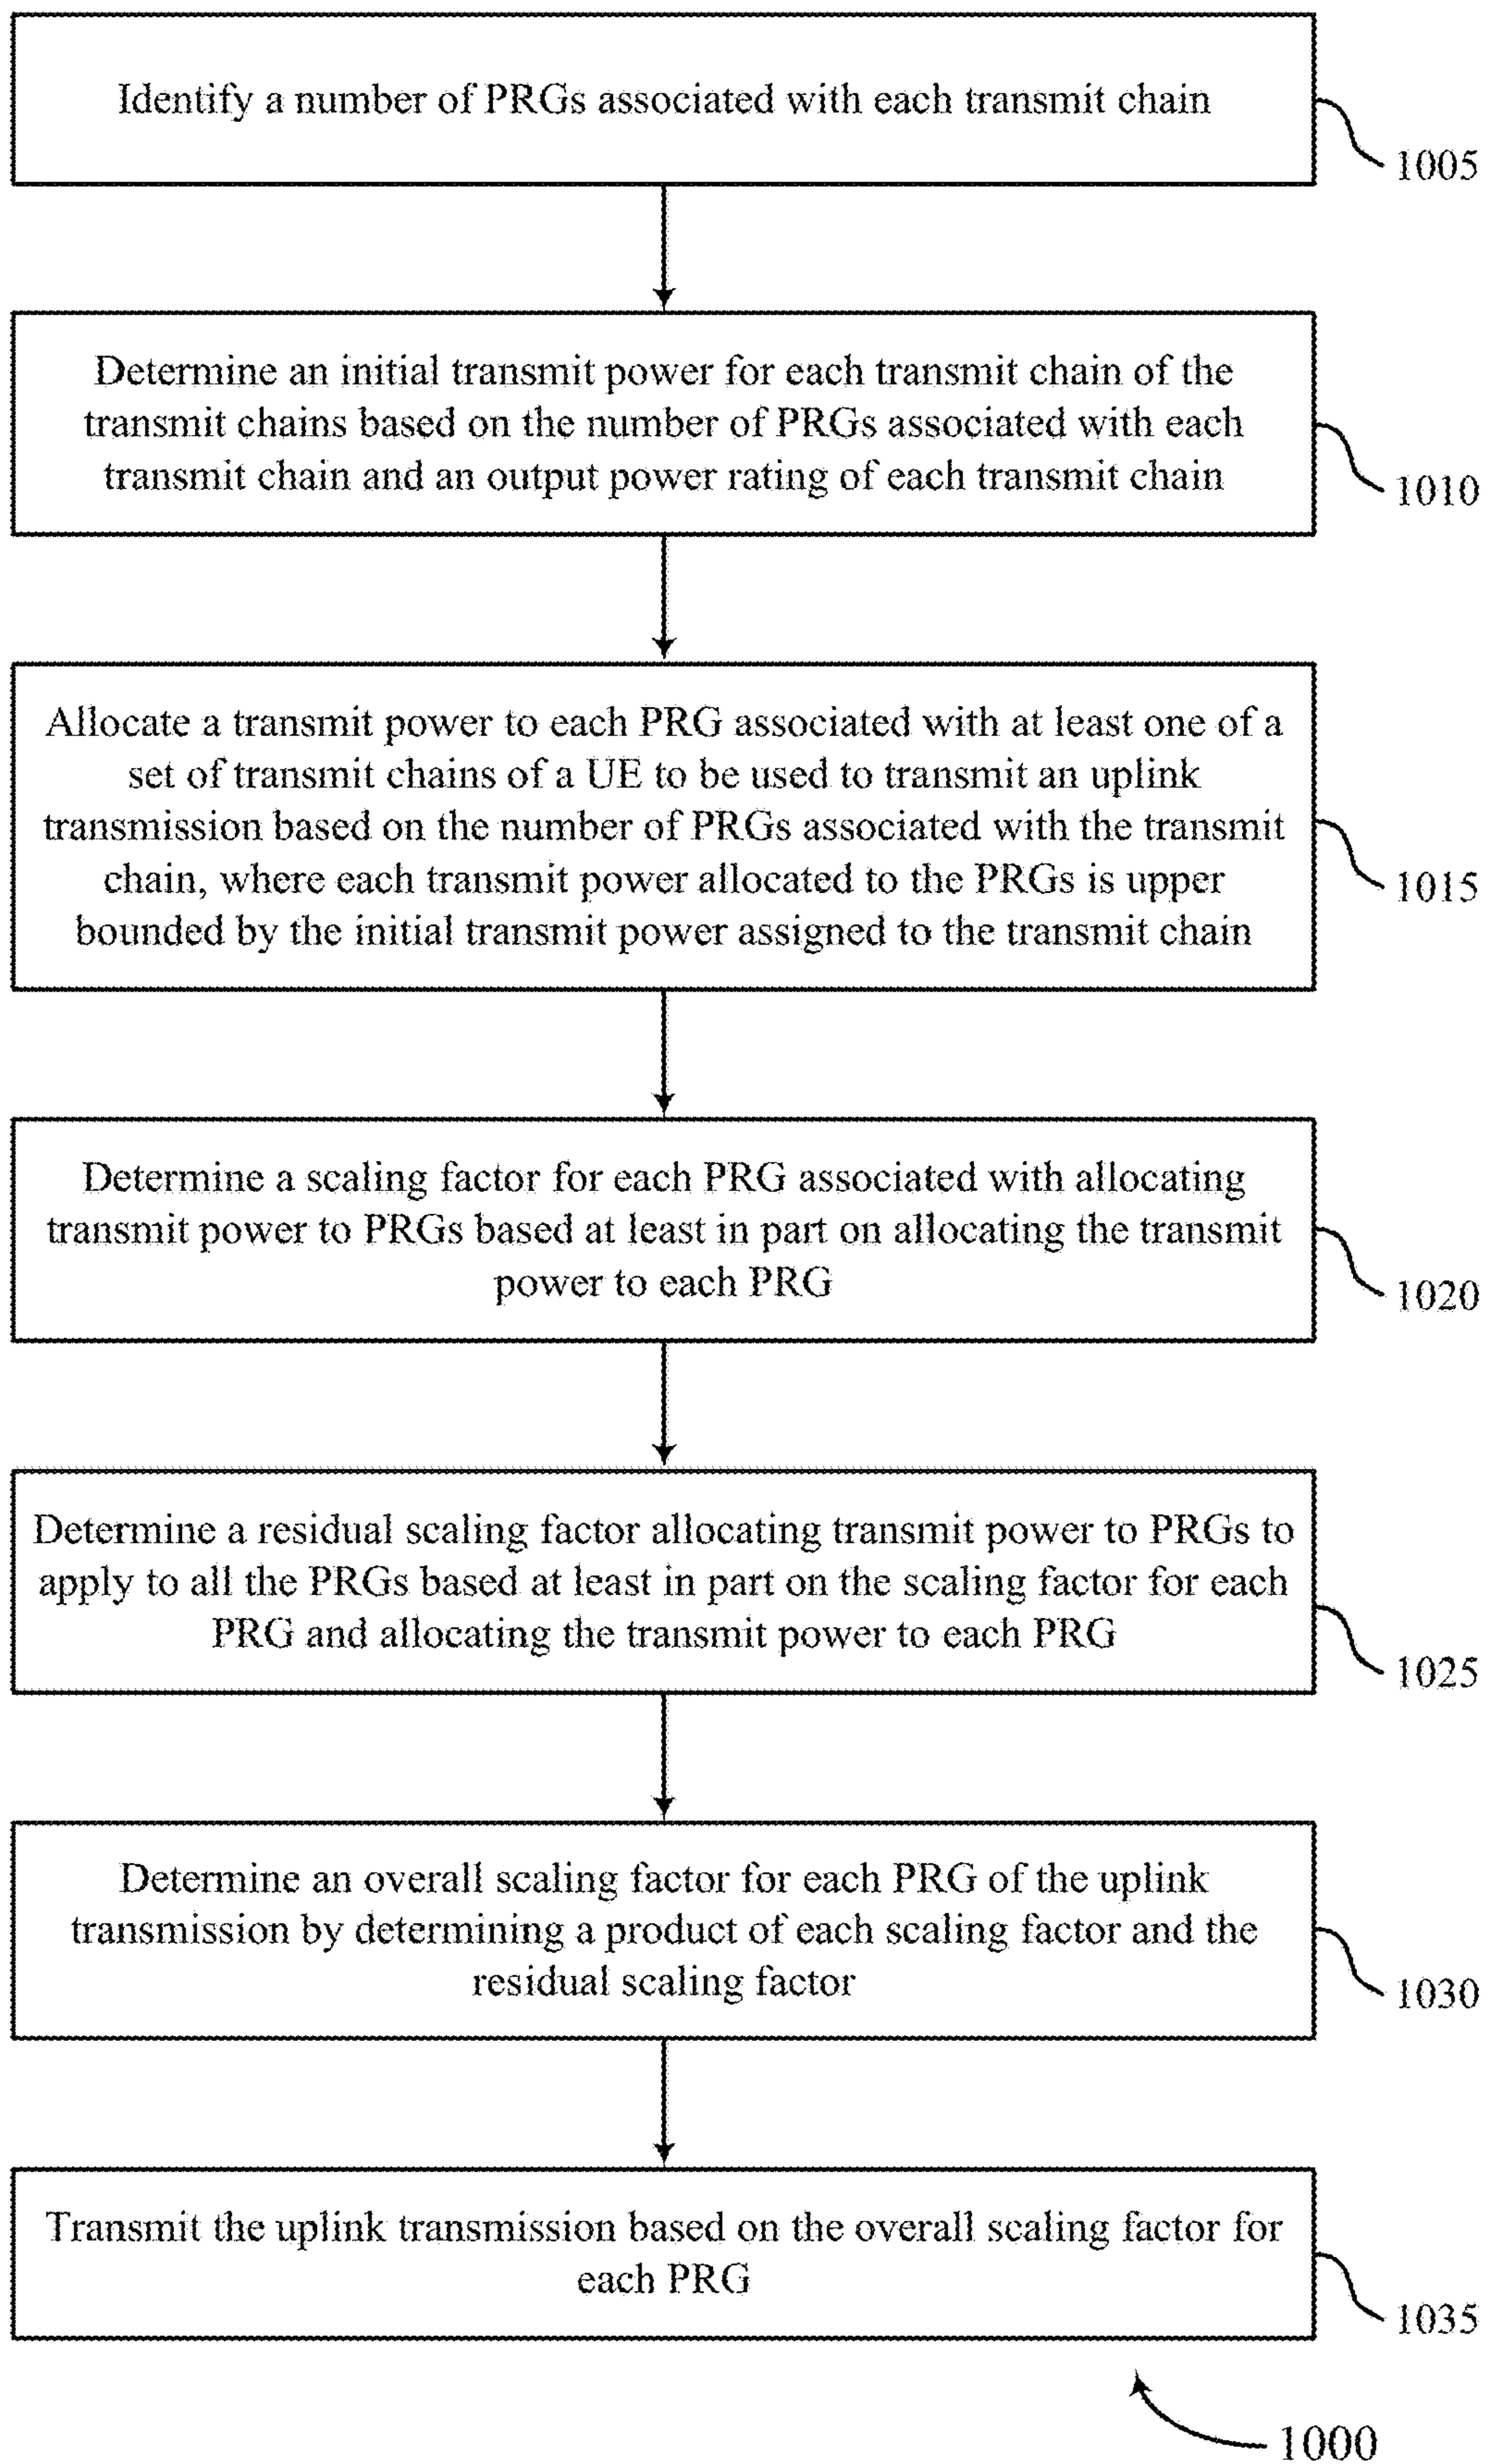 Identify a number of PRGs associated with each transmit chain
1005
Determine an initial transmit power for each transmit chain of the
transmit chains based on the number of PRGs associated with each
transmit chain and an output power rating of each transmit chain
1010
Allocate a transmit power to each PRG associated with at least one of a
set of transmit chains of a UE to be used to transmit an uplink
transmission based on the number of PRGs associated with the transmit
chain, where each transmit power allocated to the PRGs is upper
bounded by the initial transmit power assigned to the transmit chain
1015
Determine a scaling factor for each PRG associated with allocating
transmit power to PRGs based at least in part on allocating the transmit
power to each PRG
1020
Determine a residual scaling factor allocating transmit power to PRGs to
apply to all the PRGs based at least in part on the scaling factor for each
PRG and allocating the transmit power to each PRG
1025
Determine an overall scaling factor for each PRG of the uplink
transmission by determining a product of each scaling factor and the
residual scaling factor
1030
Transmit the uplink transmission based on the overall scaling factor for
each PRG
1035
1000